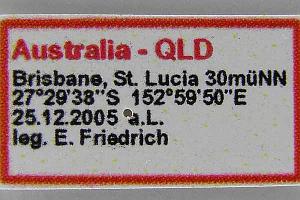 Australia - QLD
Brisbane, St. Lucia 30müNN
27°29'38"S 152°59'50"E
25.12.2005 a.L.
leg. E. Friedrich